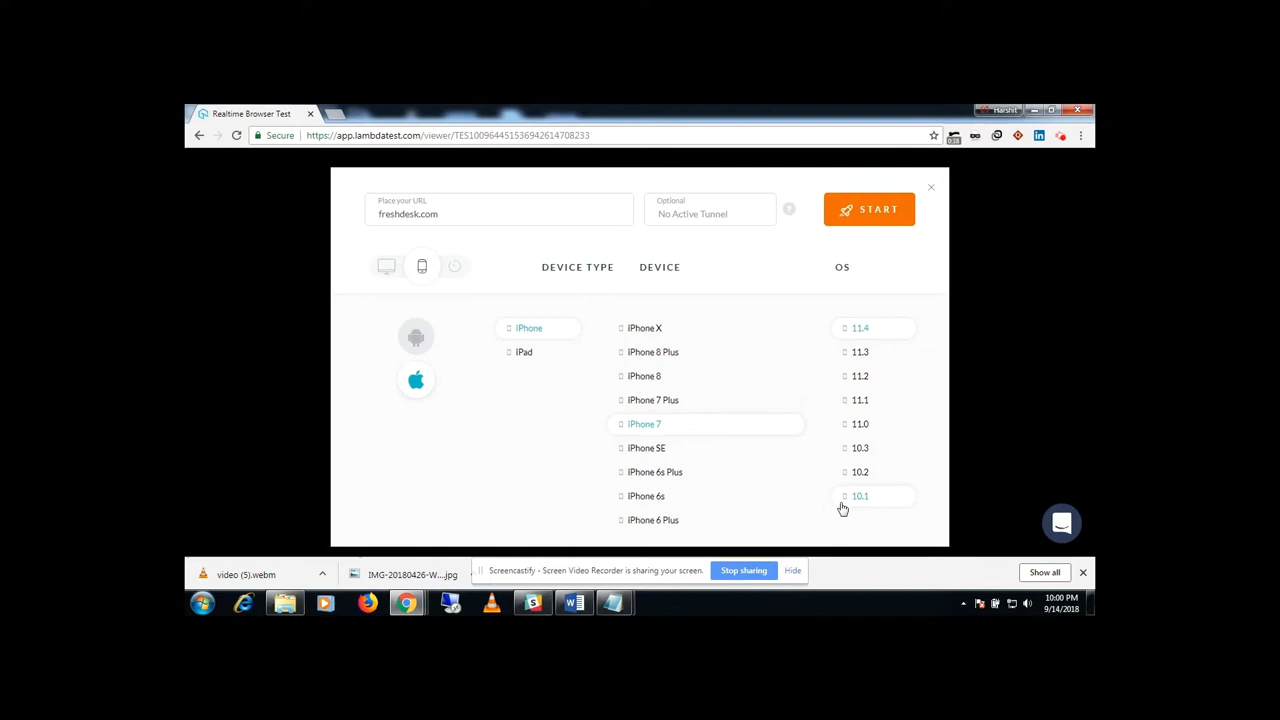 Realtime Browser Test
Harshit
Secure https://app.lambdatest.com/viewer/TES1009644515369426147082​33
Place your URL
freshdesk.com
Optional
No Active Tunnel
?
START
DEVICE TYPE DEVICE OS
iPhone iPhone X 11.4
iPad iPhone 8 Plus 11.3
iPhone 8 11.2
iPhone 7 Plus 11.1
iPhone 7 11.0
iPhone SE 10.3
iPhone 6s Plus 10.2
iPhone 6s 10.1
iPhone 6 Plus
video (5).webm IMG-20180426-W....jpg Screencastify - Screen Video Recorder is sharing your screen. Stop sharing Hide Show all
10:00 PM
9/14/2018